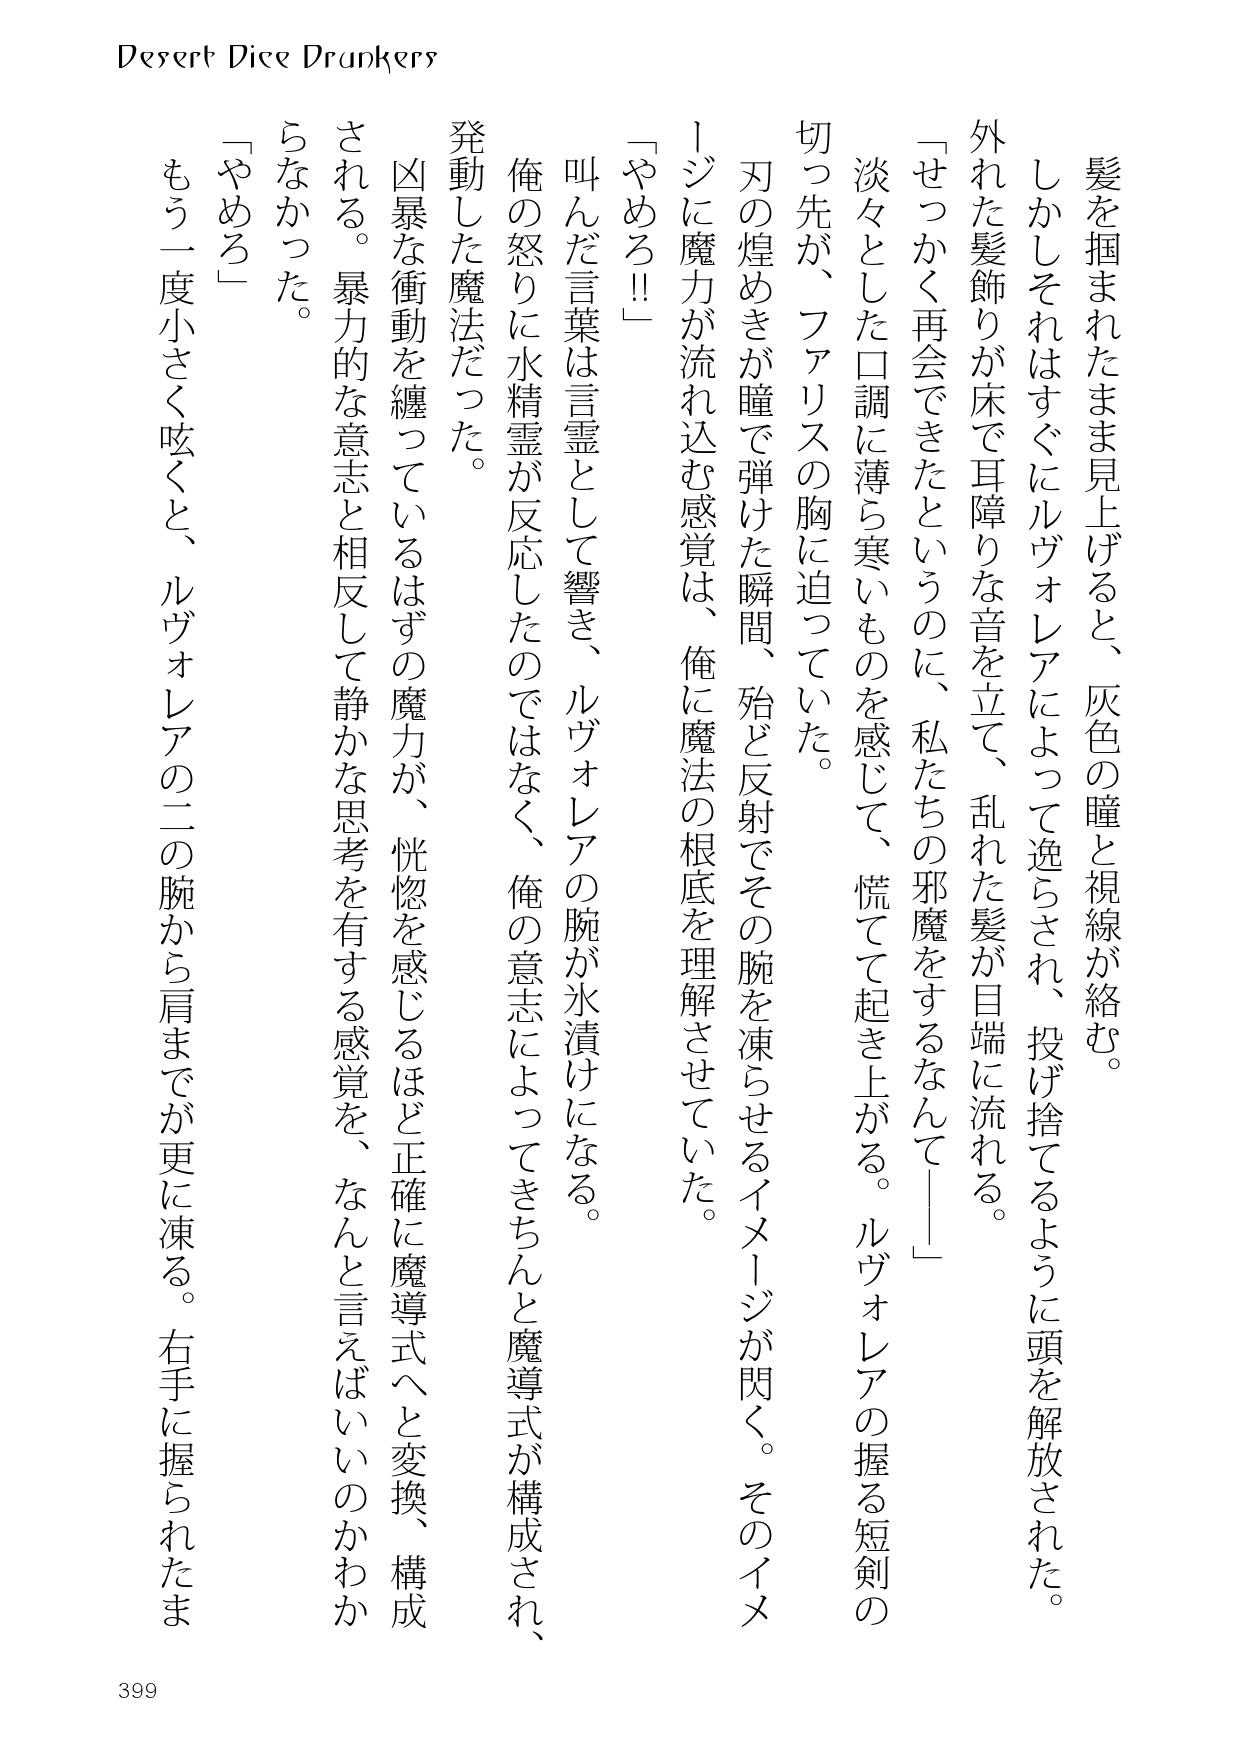 Desert Dice Drunkers
髪を掴まれたまま見上げると、灰色の瞳と視線が絡む。
しかしそれはすぐにルヴォレアによって逸らされ、投げ捨てるように頭を解放された。
外れた髪飾りが床で耳障りな音を立て、乱れた髪が目端に流れる。
「せっかく再会できたというのに、私たちの邪魔をするなんて――」
淡々とした口調に薄ら寒いものを感じて、慌てて起き上がる。ルヴォレアの握る短剣の
切っ先が、ファリスの胸に迫っていた。
刃の煌めきが瞳で弾けた瞬間、殆ど反射でその腕を凍らせるイメージが閃く。そのイメ
ージに魔力が流れ込む感覚は、俺に魔法の根底を理解させていた。
「やめろ!!」
叫んだ言葉は言霊として響き、ルヴォレアの腕が氷漬けになる。
俺の怒りに水精霊が反応したのではなく、俺の意志によってきちんと魔導式が構成され、
発動した魔法だった。
凶暴な衝動を纏っているはずの魔力が、恍惚を感じるほど正確に魔導式へと変換、構成
される。暴力的な意志と相反して静かな思考を有する感覚を、なんと言えばいいのかわか
らなかった。
「やめろ」
もう一度小さく呟くと、ルヴォレアの二の腕から肩までが更に凍る。右手に握られたま
399